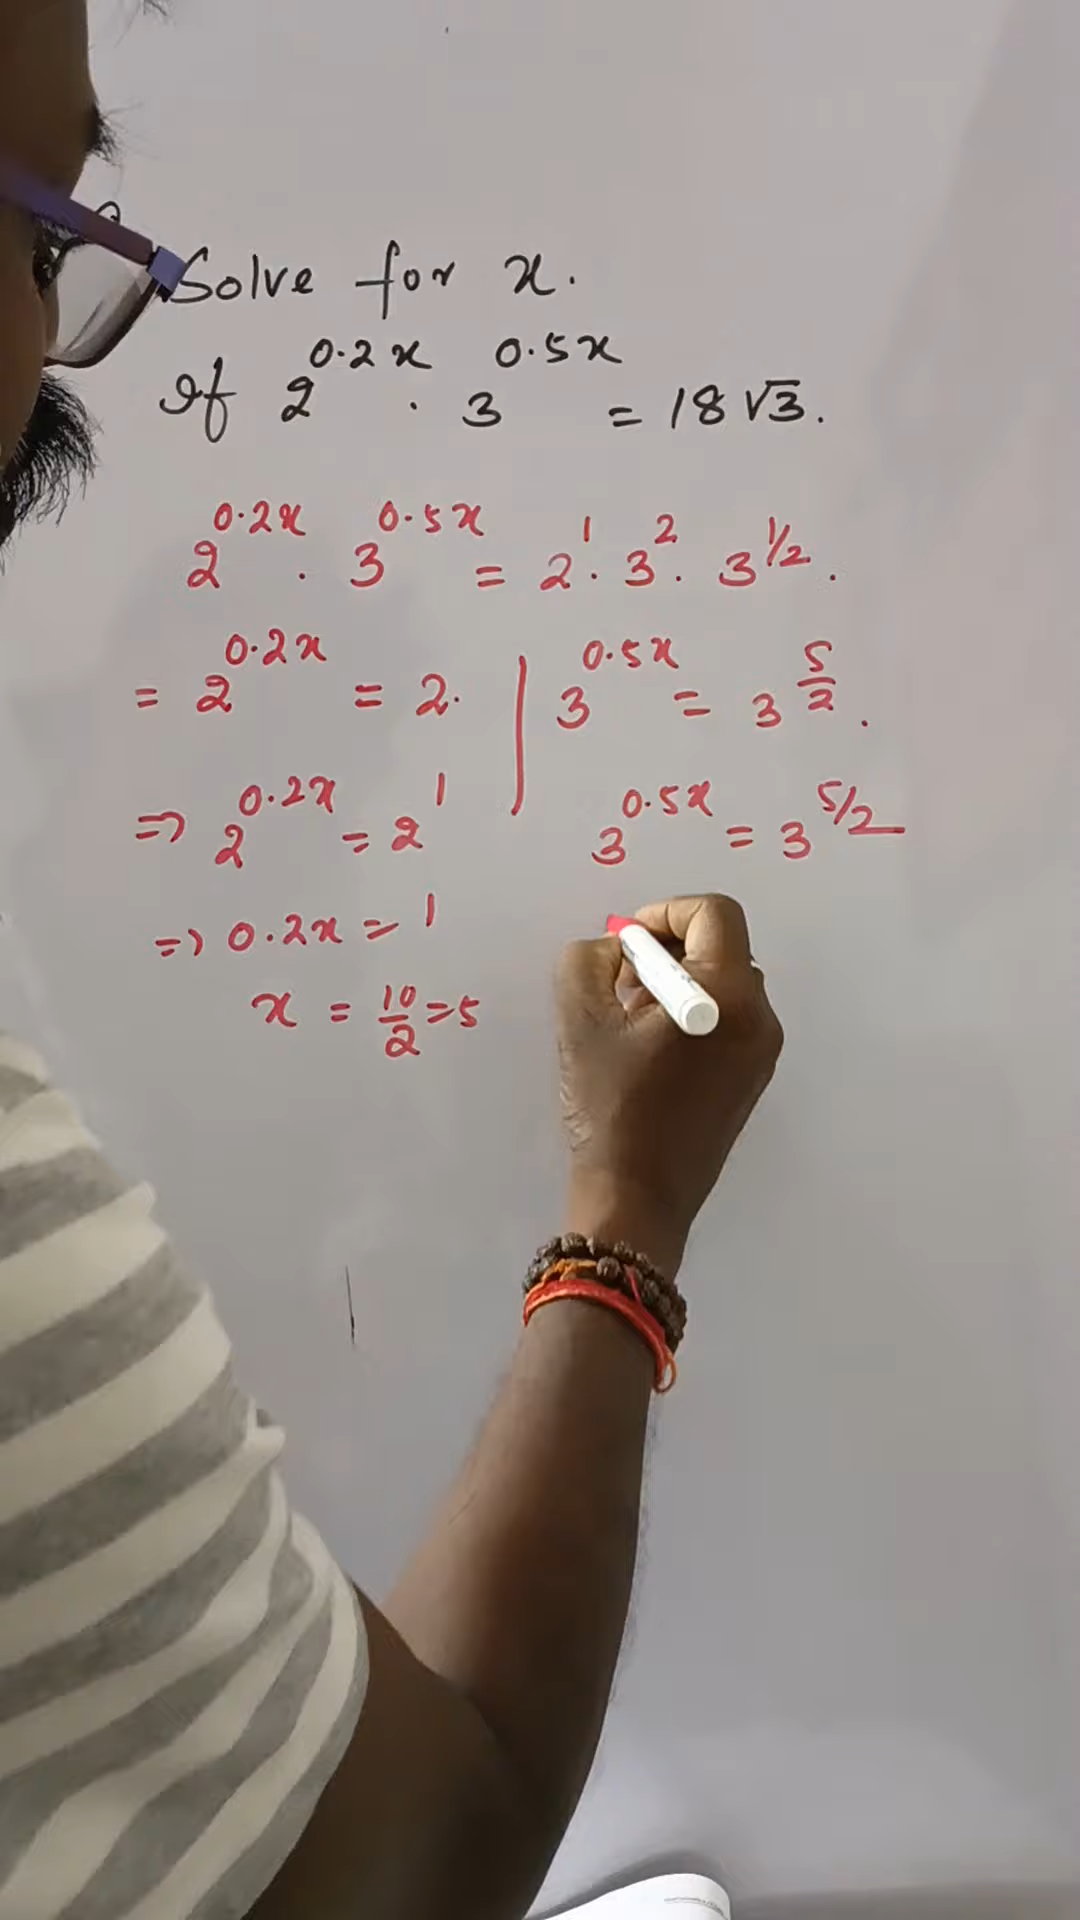 Solve for x.
If 2^0.2x · 3^0.5x = 18√3.
2^0.2x · 3^0.5x = 2^1 · 3^2 · 3^1/2.
= 2^0.2x = 2. | 3^0.5x = 3^5/2.
⇒ 2^0.2x = 2^1 3^0.5x = 3^5/2
⇒ 0.2x = 1
x = 10/2 = 5